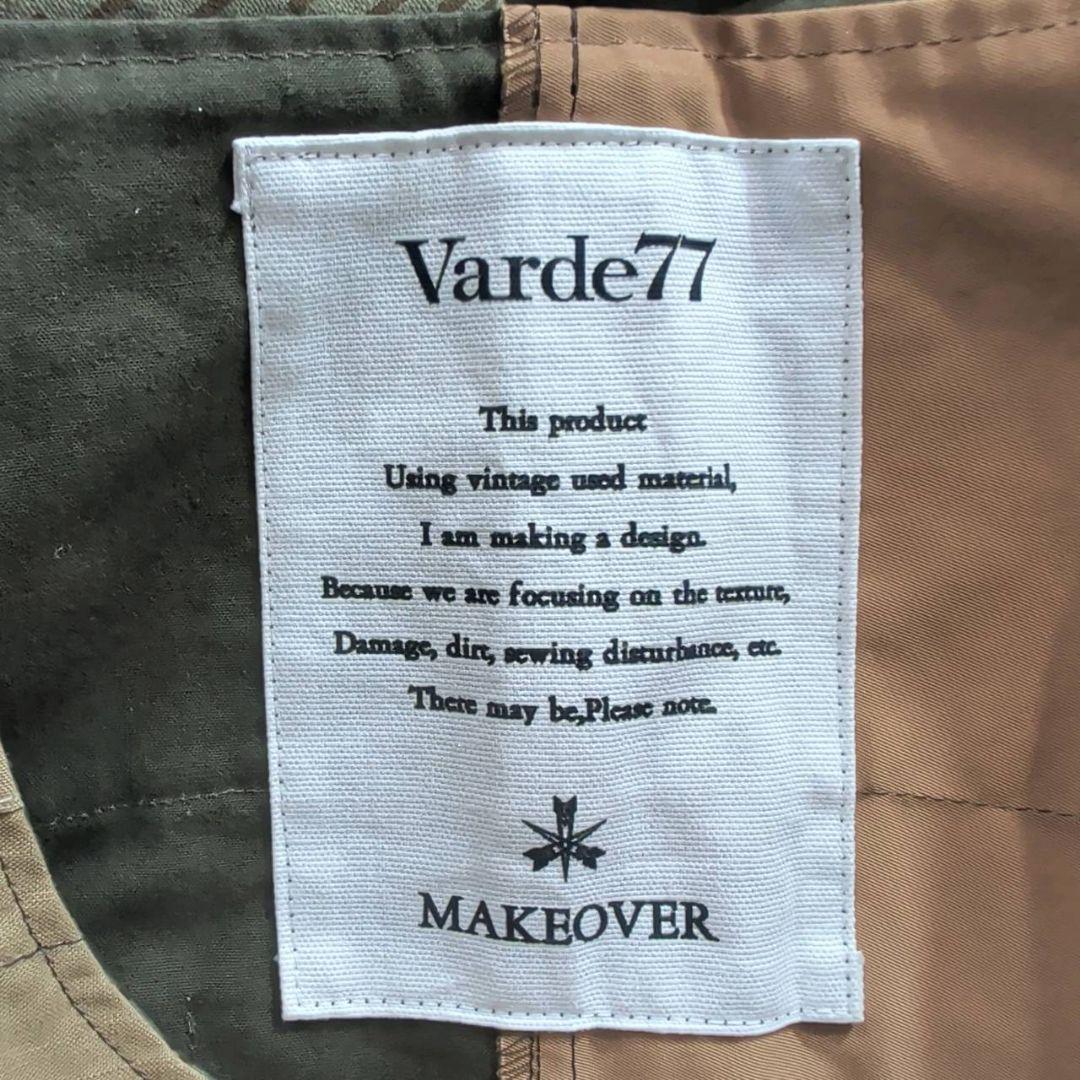 Varde77
This product
Using vintage used material,
I am making a design.
Because we are focusing on the texture,
Damage, dirt, sewing disturbance, etc.
There may be,Please note.
MAKEOVER